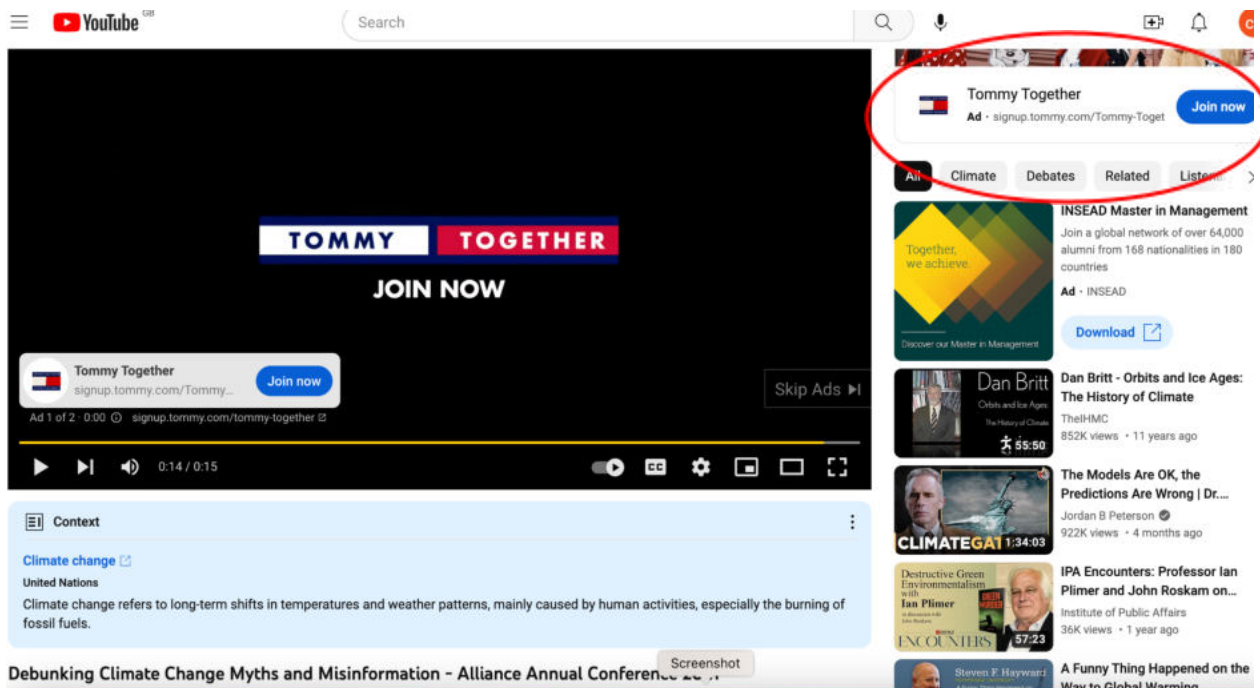 YouTube GB
Search
TOMMY TOGETHER
JOIN NOW
Tommy Together
signup.tommy.com/Tommy...
Join now
Skip Ads
Ad 1 of 2 · 0:00 signup.tommy.com/tommy-together
0:14 / 0:15
CC
Context
Climate change
United Nations
Climate change refers to long-term shifts in temperatures and weather patterns, mainly caused by human activities, especially the burning of
fossil fuels.
Debunking Climate Change Myths and Misinformation - Alliance Annual
Screenshot
Tommy Together
Ad · signup.tommy.com/Tommy-Toget
Join now
All Climate Debates Related
Together,
we achieve.
Discover our Master in Management
INSEAD Master in Management
Join a global network of over 64,000
alumni from 168 nationalities in 180
countries
Ad · INSEAD
Download
Dan Britt
Orbits and Ice Ages:
The History of Climate
55:50
Dan Britt - Orbits and Ice Ages:
The History of Climate
TheIHMC
852K views · 11 years ago
CLIMATEGAT
1:34:03
The Models Are OK, the
Predictions Are Wrong | Dr....
Jordan B Peterson
922K views · 4 months ago
Destructive Green
Environmentalism
with
Ian Plimer
GREEN
MURDER
ENCOUNTERS
57:23
IPA Encounters: Professor Ian
Plimer and John Roskam on...
Institute of Public Affairs
36K views · 1 year ago
Steven F. Hayward
A Funny Thing Happened on the
Way to Global Warming